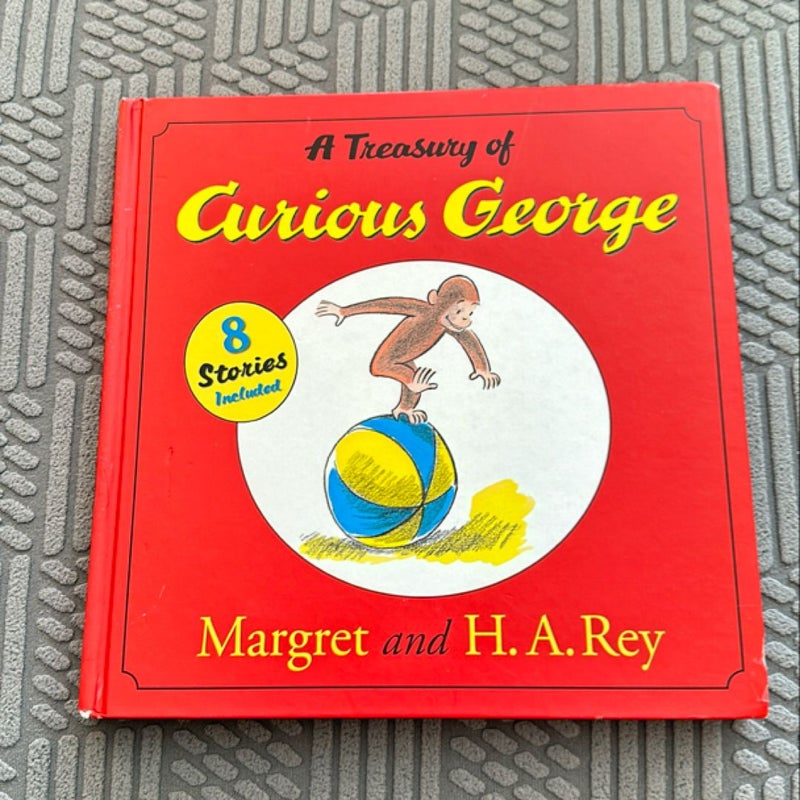 A Treasury of
Curious George
8
Stories
Included
Margret and H. A. Rey